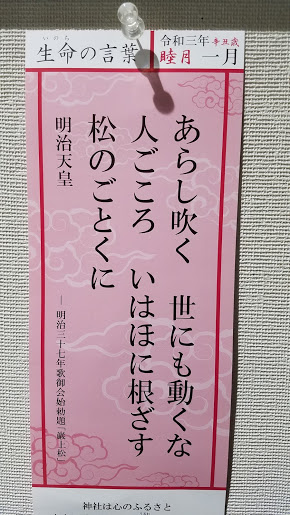 いのち
生命の言葉
令和三年 辛丑歳
睦月 一月
あらし吹く 世にも動くな
人ごころ いはほに根ざす
松のごとくに
明治天皇
― 明治三十七年歌御会始勅題「巌上松」
神社は心のふるさと